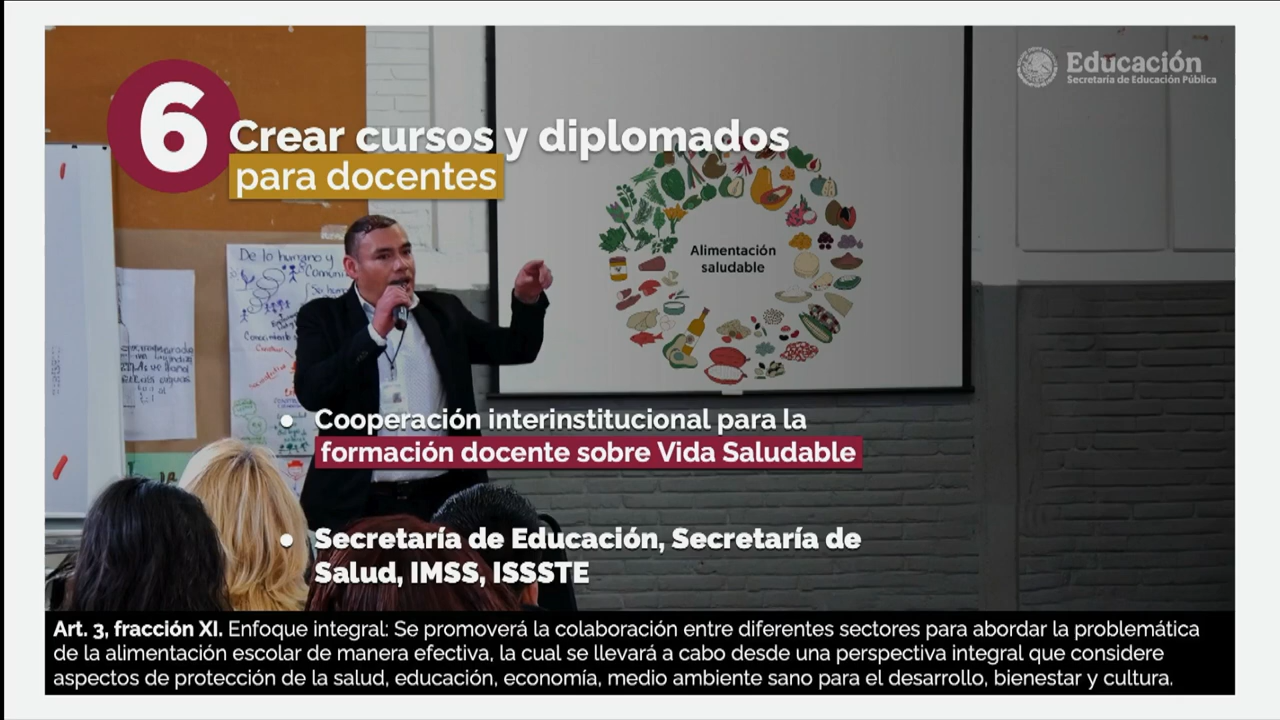 Educación
Secretaría de Educación Pública
6
Crear cursos y diplomados
para docentes
Alimentación
saludable
De lo humano y
Cooperación interinstitucional para la
formación docente sobre Vida Saludable
Secretaría de Educación, Secretaría de
Salud, IMSS, ISSSTE
Art. 3, fracción XI. Enfoque integral: Se promoverá la colaboración entre diferentes sectores para abordar la problemática
de la alimentación escolar de manera efectiva, la cual se llevará a cabo desde una perspectiva integral que considere
aspectos de protección de la salud, educación, economía, medio ambiente sano para el desarrollo, bienestar y cultura.